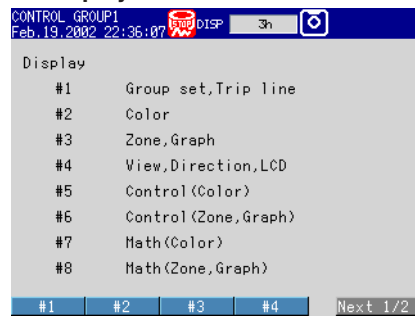 CONTROL GROUP1
Feb.19.2002 22:36:07 STOP DISP 3h
Display
#1 Group set,Trip line
#2 Color
#3 Zone,Graph
#4 View,Direction,LCD
#5 Control(Color)
#6 Control(Zone,Graph)
#7 Math(Color)
#8 Math(Zone,Graph)
#1 #2 #3 #4 Next 1/2